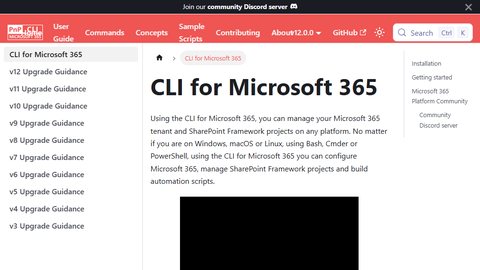 Join our community Discord server
PnP CLI
MICROSOFT 365
User Guide
Commands
Concepts
Sample Scripts
Contributing
About
v12.0.0
GitHub
Search
Ctrl
K
CLI for Microsoft 365
v12 Upgrade Guidance
v11 Upgrade Guidance
v10 Upgrade Guidance
v9 Upgrade Guidance
v8 Upgrade Guidance
v7 Upgrade Guidance
v6 Upgrade Guidance
v5 Upgrade Guidance
v4 Upgrade Guidance
v3 Upgrade Guidance
CLI for Microsoft 365
CLI for Microsoft 365
Using the CLI for Microsoft 365, you can manage your Microsoft 365
tenant and SharePoint Framework projects on any platform. No matter
if you are on Windows, macOS or Linux, using Bash, Cmder or
PowerShell, using the CLI for Microsoft 365 you can configure
Microsoft 365, manage SharePoint Framework projects and build
automation scripts.
Installation
Getting started
Microsoft 365
Platform Community
Community
Discord server